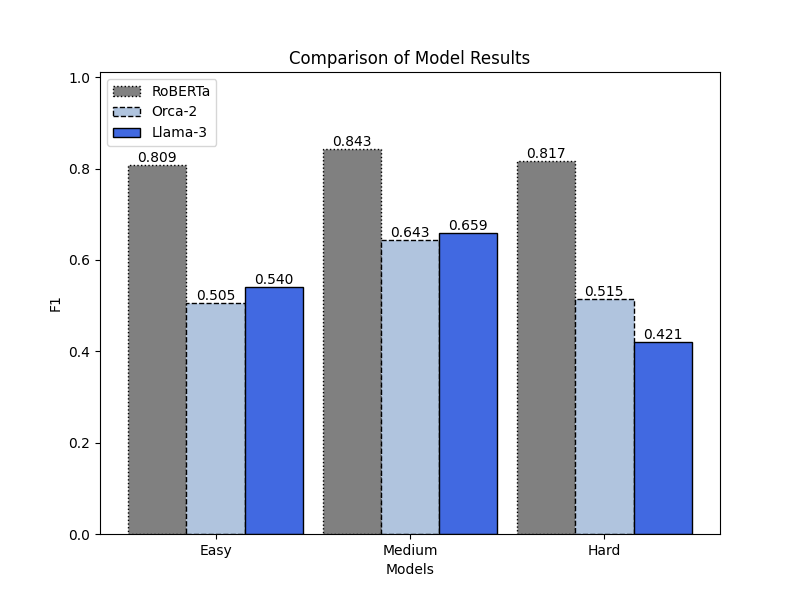 Comparison of Model Results
1.0
0.8
0.6
0.4
0.2
0.0
F1
RoBERTa
Orca-2
Llama-3
0.809
0.505
0.540
0.843
0.643
0.659
0.817
0.515
0.421
Easy
Medium
Hard
Models